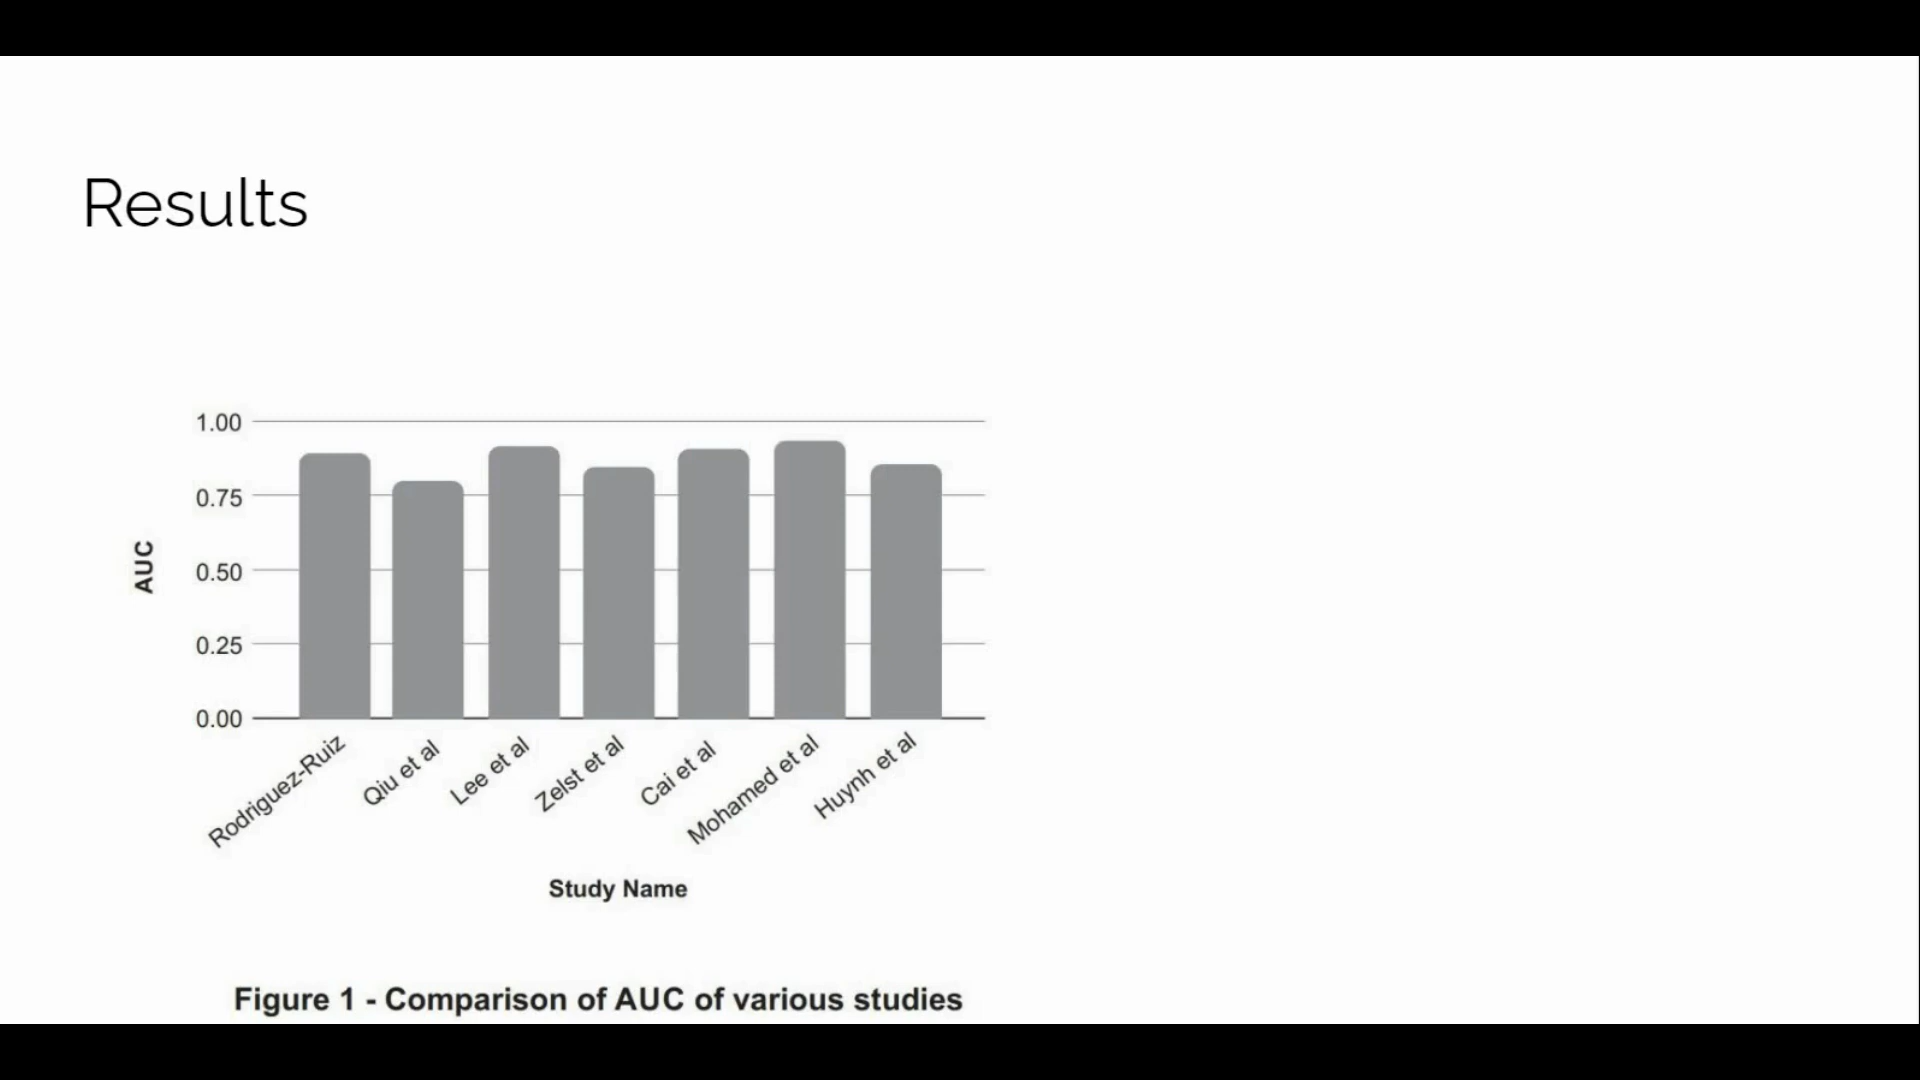 Results
1.00
0.75
0.50
0.25
0.00
AUC
Rodriguez-Ruiz
Qiu et al
Lee et al
Zelst et al
Cai et al
Mohamed et al
Huynh et al
Study Name
Figure 1 - Comparison of AUC of various studies